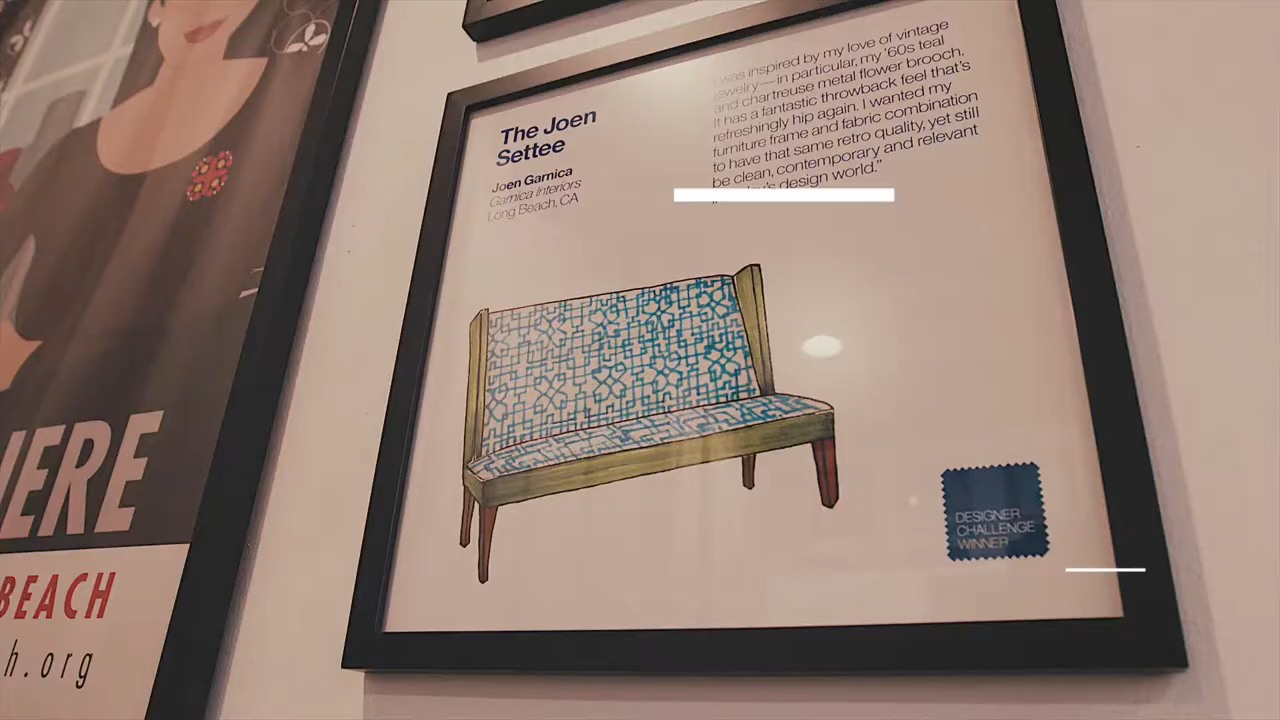 The Joen
Settee
Joen Garnica
Garnica Interiors
Long Beach, CA
was inspired by my love of vintage
jewelry—in particular, my '60s teal
and chartreuse metal flower brooch.
It has a fantastic throwback feel that's
refreshingly hip again. I wanted my
furniture frame and fabric combination
to have that same retro quality, yet still
be clean, contemporary and relevant
design world."
DESIGNER
CHALLENGE
WINNER
BEACH
h.org